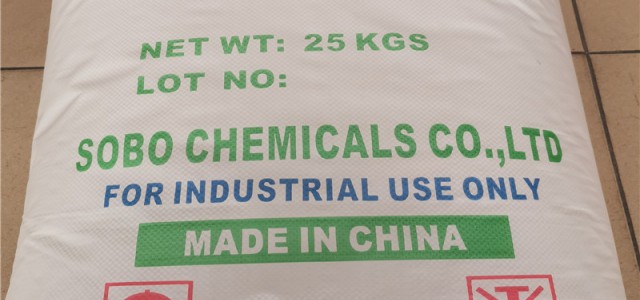 NET WT: 25 KGS
LOT NO:
SOBO CHEMICALS CO.,LTD
FOR INDUSTRIAL USE ONLY
MADE IN CHINA